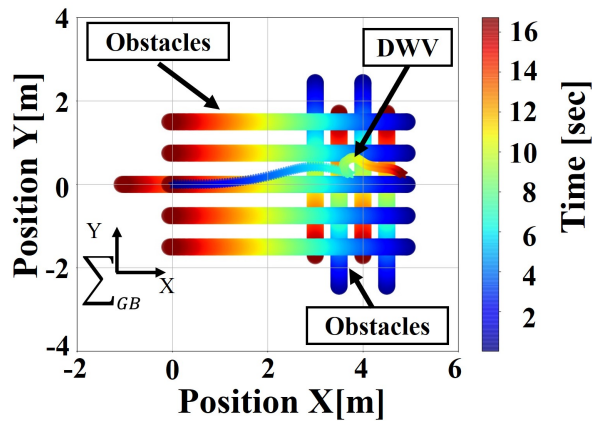 4
Obstacles
DWV
16
2
14
12
Position Y[m]
10
Time [sec]
0
8
Y
6
-2
X
∑GB
Obstacles
4
2
-4
-2
0
2
4
6
Position X[m]